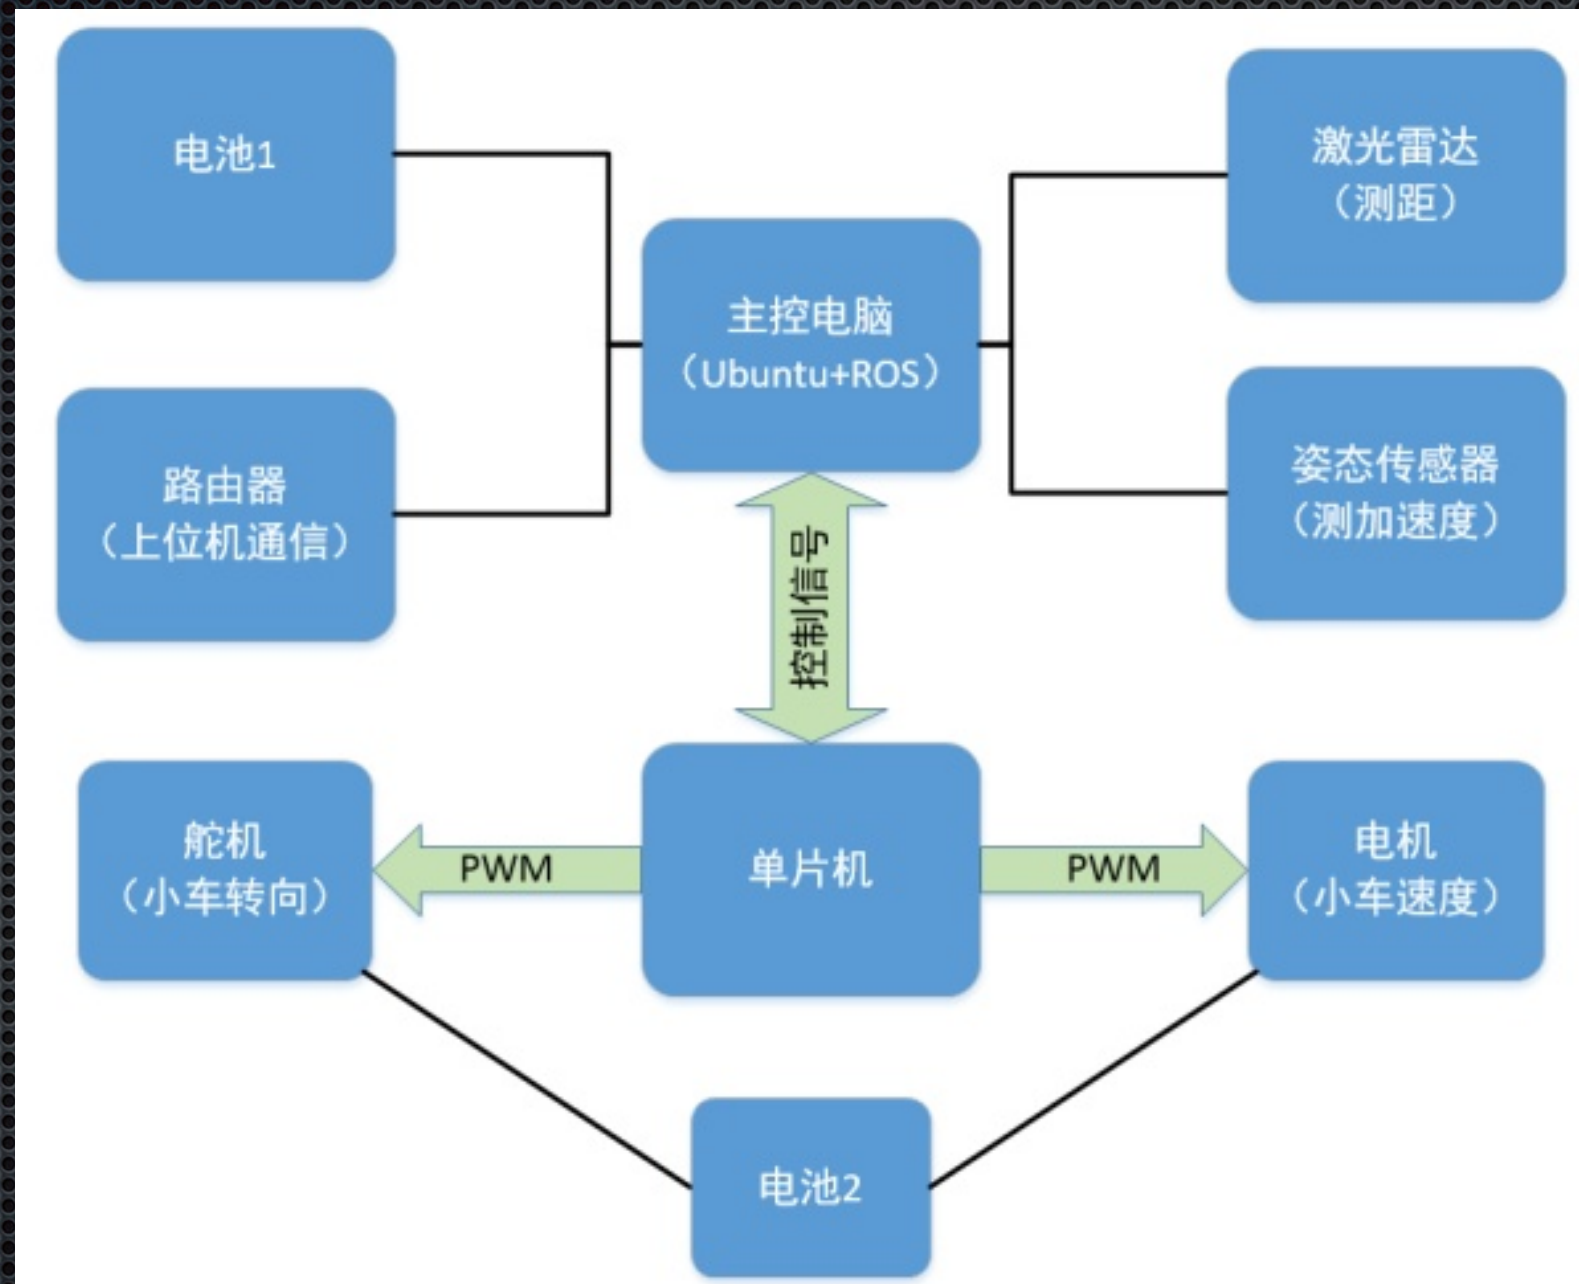 电池1
激光雷达
（测距）
主控电脑
（Ubuntu+ROS）
路由器
（上位机通信）
姿态传感器
（测加速度）
控制信号
舵机
（小车转向）
PWM
单片机
PWM
电机
（小车速度）
电池2